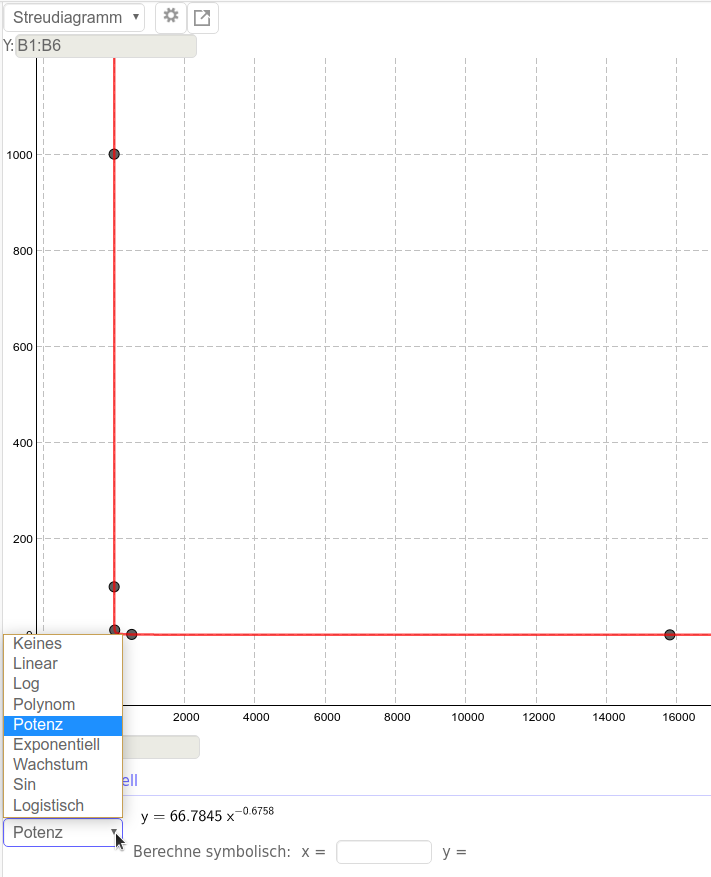 Streudiagramm
Y: B1:B6
1000
800
600
400
200
0
2000 4000 6000 8000 10000 12000 14000 16000
Keines
Linear
Log
Polynom
Potenz
Exponentiell
Wachstum
Sin
Logistisch
ell
y = 66.7845 x^−0.6758
Potenz
Berechne symbolisch: x = y =